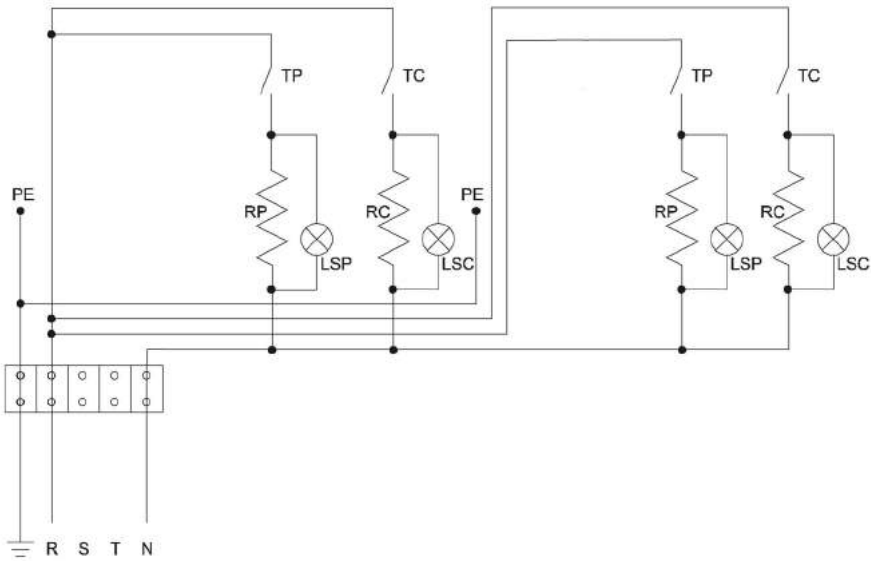 TP TC TP TC
PE RP RC PE RP RC
LSP LSC LSP LSC
R S T N